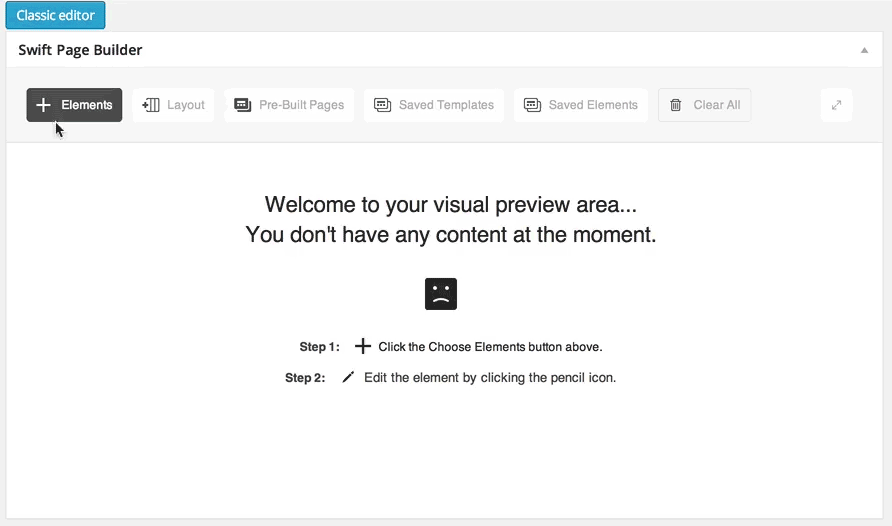 Classic editor
Swift Page Builder
Elements Layout Pre-Built Pages Saved Templates Saved Elements Clear All
Welcome to your visual preview area...
You don't have any content at the moment.
Step 1: Click the Choose Elements button above.
Step 2: Edit the element by clicking the pencil icon.